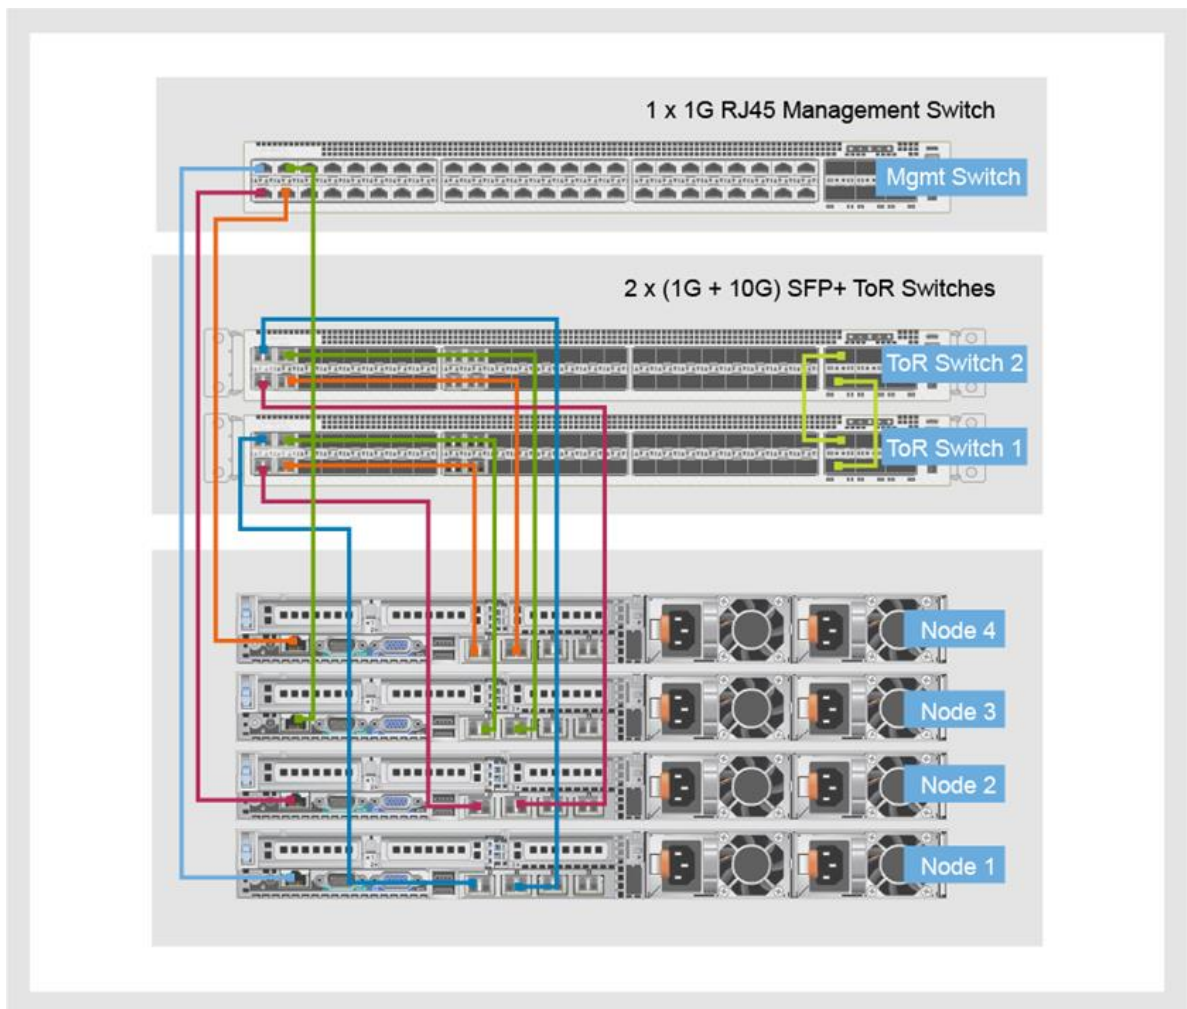 1 x 1G RJ45 Management Switch
Mgmt Switch
2 x (1G + 10G) SFP+ ToR Switches
ToR Switch 2
ToR Switch 1
Node 4
Node 3
Node 2
Node 1